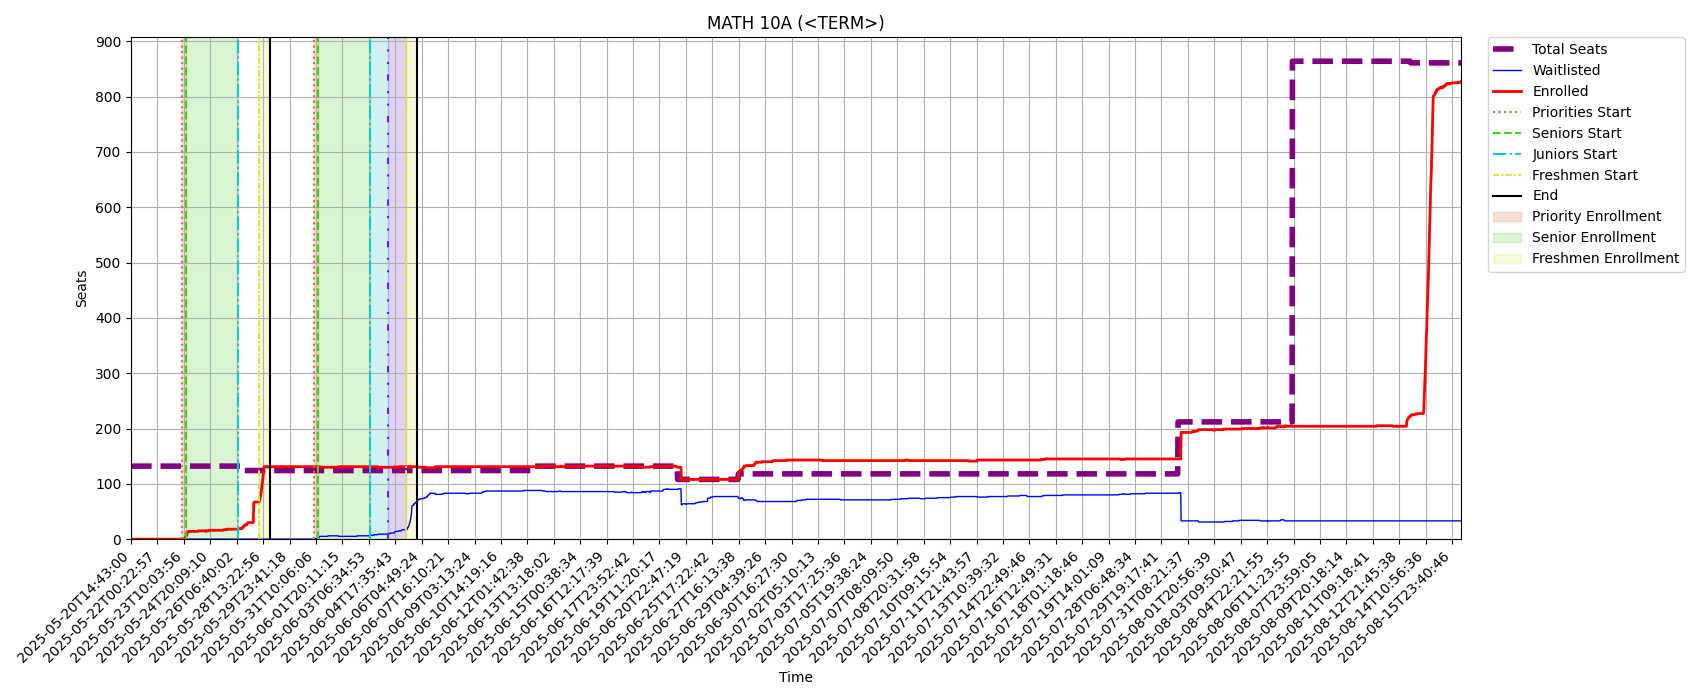 MATH 10A (<TERM>)
Seats
900
800
700
600
500
400
300
200
100
0
2025-05-20T14:43:00
2025-05-22T00:22:57
2025-05-23T10:03:56
2025-05-24T20:09:10
2025-05-26T06:40:02
2025-05-28T13:22:56
2025-05-29T23:41:18
2025-05-31T10:06:06
2025-06-01T20:11:15
2025-06-03T06:34:53
2025-06-04T17:35:43
2025-06-06T04:49:24
2025-06-07T16:10:21
2025-06-09T03:13:24
2025-06-10T14:19:16
2025-06-12T01:42:38
2025-06-13T13:18:02
2025-06-15T00:38:34
2025-06-16T12:17:39
2025-06-17T23:52:42
2025-06-19T11:20:17
2025-06-20T22:47:19
2025-06-25T17:22:42
2025-06-27T16:13:38
2025-06-29T04:39:26
2025-06-30T16:27:30
2025-07-02T05:10:13
2025-07-03T17:25:36
2025-07-05T19:38:24
2025-07-07T08:09:50
2025-07-08T20:31:58
2025-07-10T09:15:54
2025-07-11T21:43:57
2025-07-13T10:39:32
2025-07-14T22:49:46
2025-07-16T12:49:31
2025-07-18T01:18:46
2025-07-19T14:01:09
2025-07-28T06:48:34
2025-07-29T19:17:41
2025-07-31T08:21:37
2025-08-01T20:56:39
2025-08-03T09:50:47
2025-08-04T22:21:55
2025-08-06T11:23:55
2025-08-07T23:59:05
2025-08-09T20:18:14
2025-08-11T09:18:41
2025-08-12T21:45:38
2025-08-14T10:56:36
2025-08-15T23:40:46
Time
Total Seats
Waitlisted
Enrolled
Priorities Start
Seniors Start
Juniors Start
Freshmen Start
End
Priority Enrollment
Senior Enrollment
Freshmen Enrollment